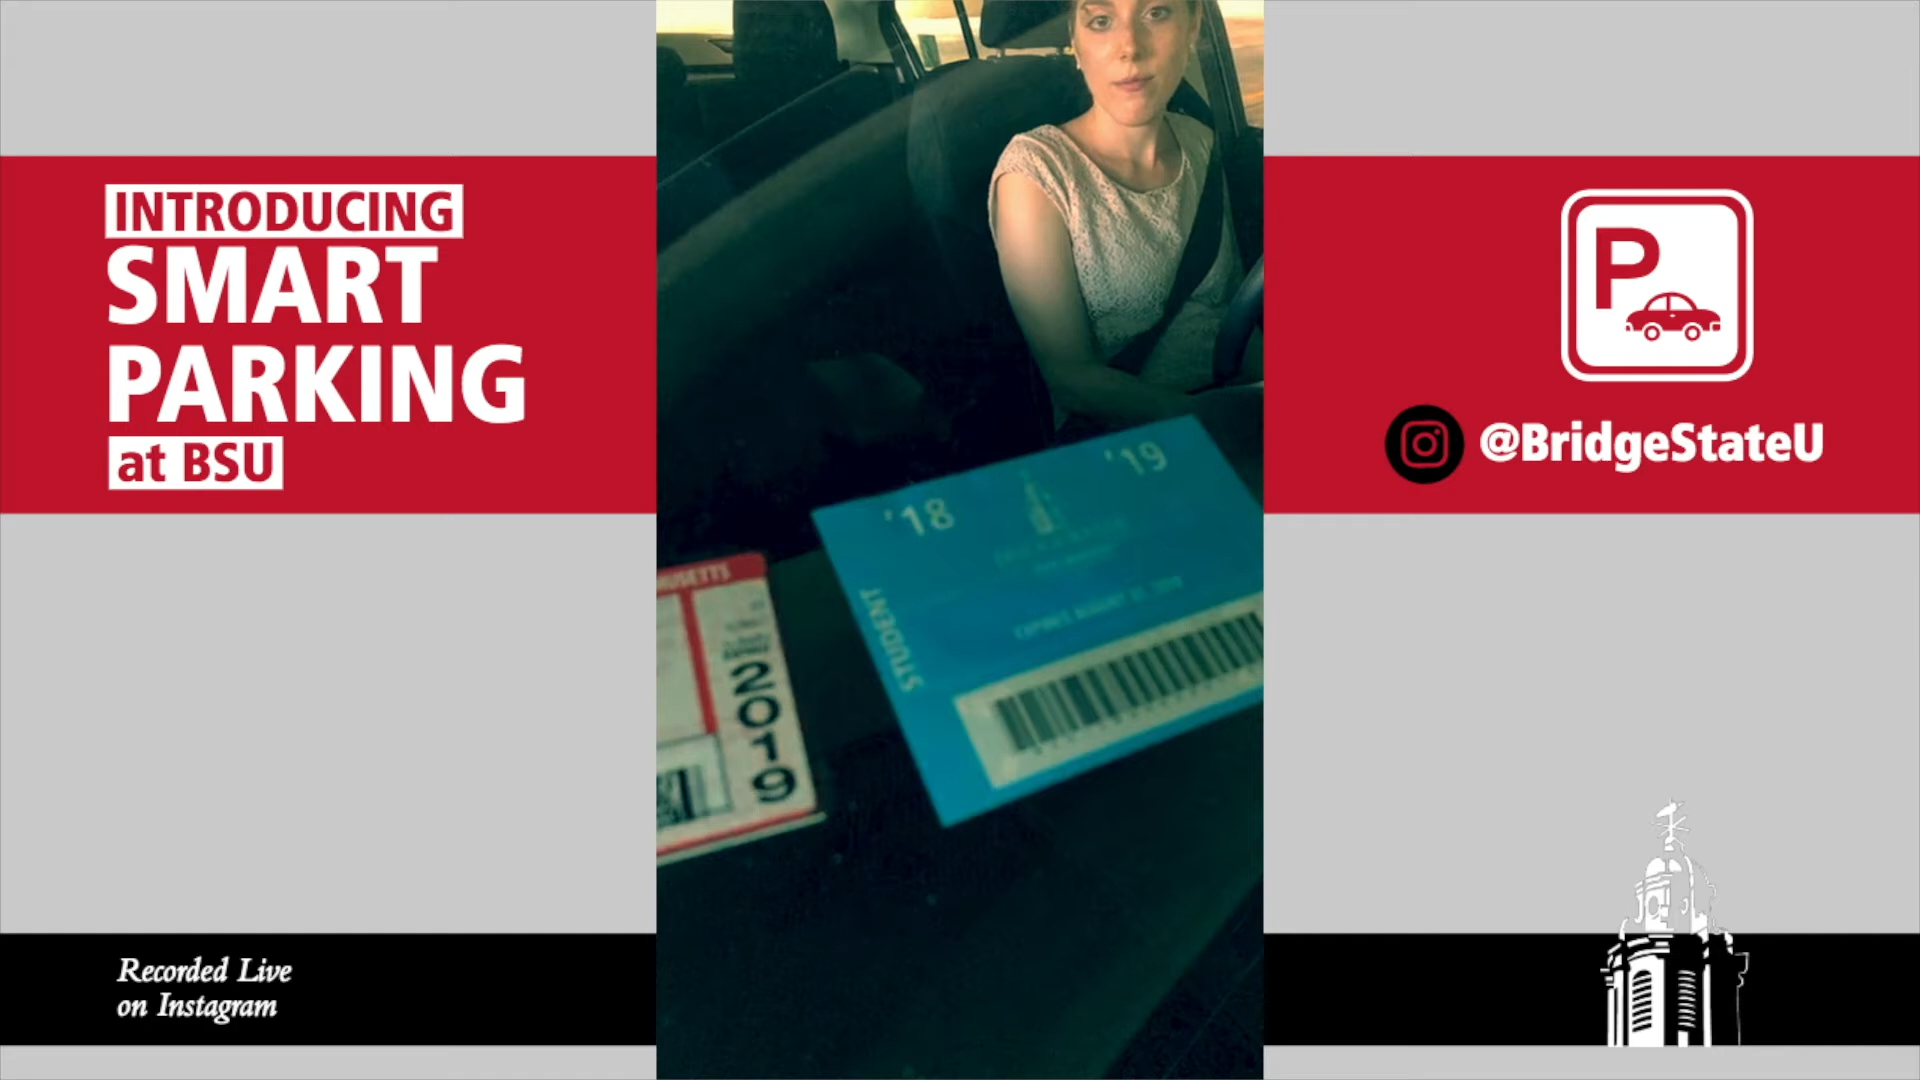 INTRODUCING
SMART
PARKING
at BSU
'18 '19
STUDENT
2019
P
@BridgeStateU
Recorded Live
on Instagram